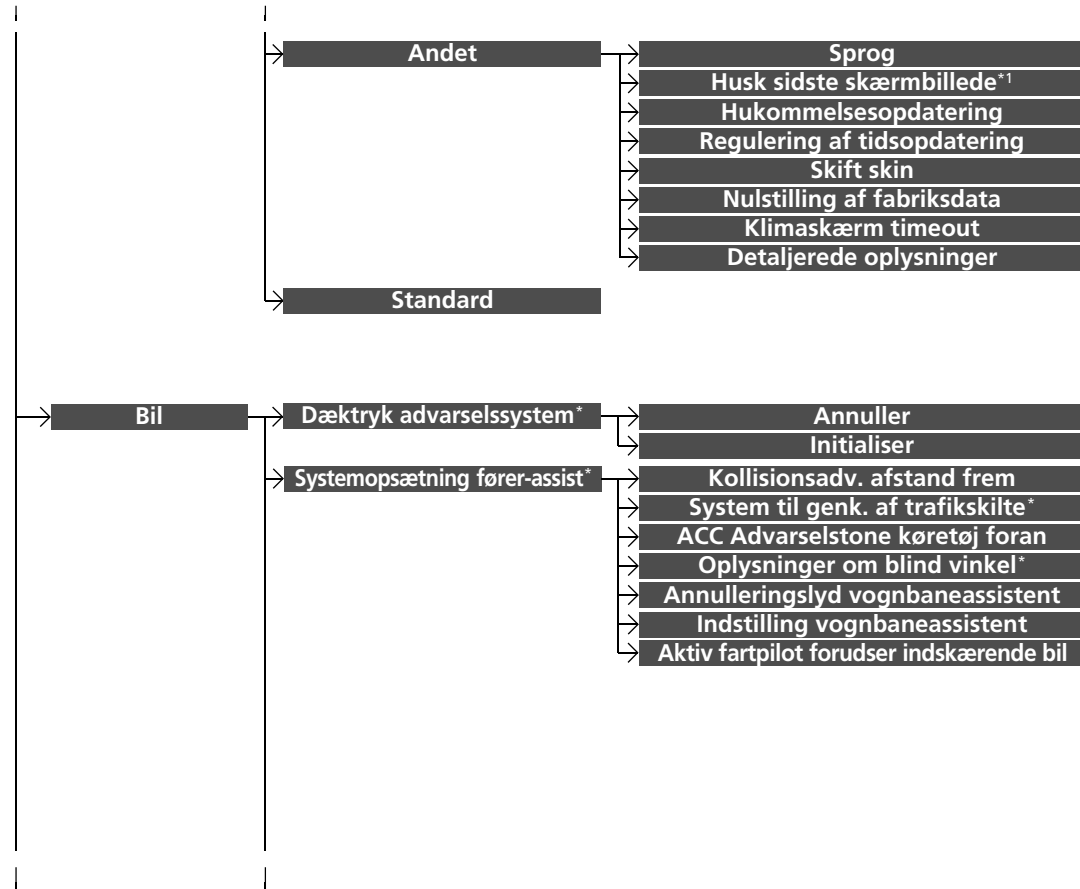 Andet
Sprog
Husk sidste skærmbillede*1
Hukommelsesopdatering
Regulering af tidsopdatering
Skift skin
Nulstilling af fabriksdata
Klimaskærm timeout
Detaljerede oplysninger
Standard
Bil
Dæktryk advarselssystem*
Annuller
Initialiser
Systemopsætning fører-assist*
Kollisionsadv. afstand frem
System til genk. af trafikskilte*
ACC Advarselstone køretøj foran
Oplysninger om blind vinkel*
Annulleringslyd vognbaneassistent
Indstilling vognbaneassistent
Aktiv fartpilot forudser indskærende bil